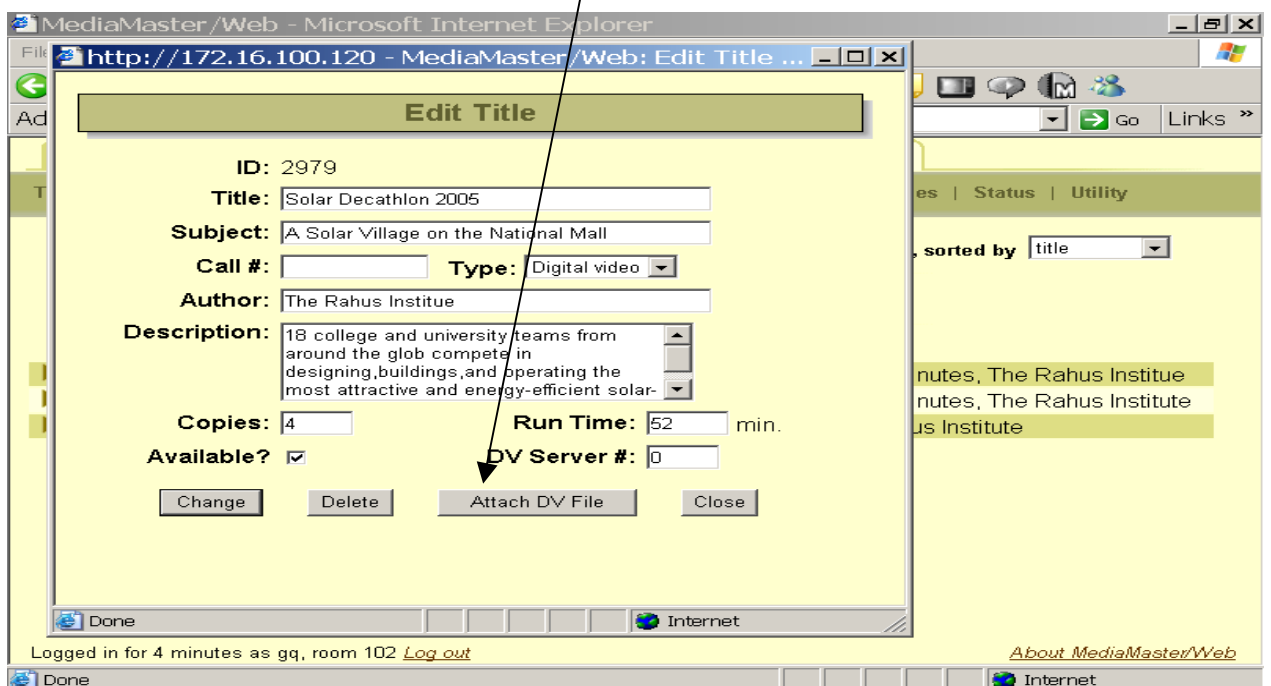 MediaMaster/Web - Microsoft Internet Explorer
File
http://172.16.100.120 - MediaMaster/Web: Edit Title ...
Ad
Go Links »
Edit Title
ID: 2979
Title: Solar Decathlon 2005
es | Status | Utility
Subject: A Solar Village on the National Mall
, sorted by title
Call #: Type: Digital video
Author: The Rahus Institue
Description: 18 college and university teams from
around the glob compete in
designing,buildings,and operating the
most attractive and energy-efficient solar-
nutes, The Rahus Institue
nutes, The Rahus Institute
us Institute
Copies: 4 Run Time: 52 min.
Available? DV Server #: 0
Change Delete Attach DV File Close
Done Internet
Logged in for 4 minutes as gq, room 102 Log out About MediaMaster/Web
Done Internet